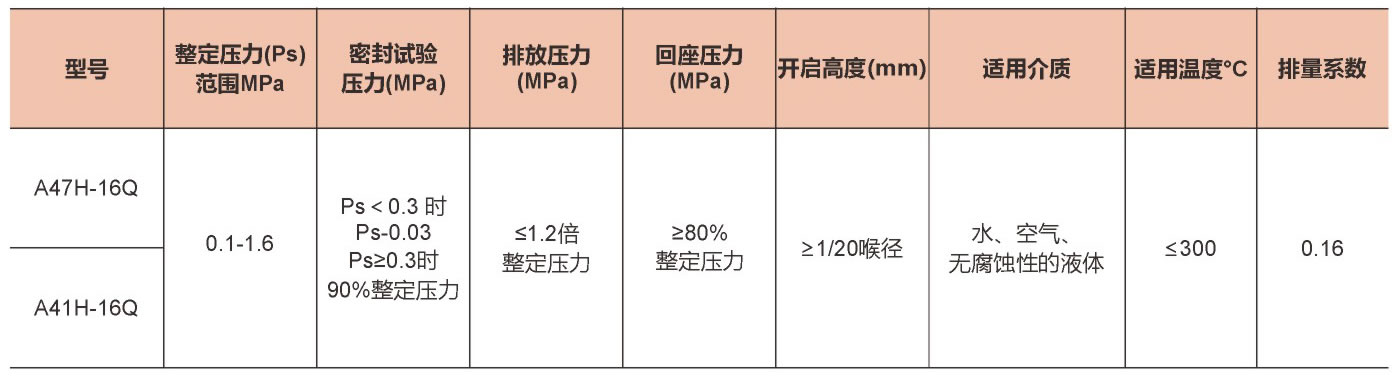 型号
整定压力(Ps)
范围MPa
密封试验
压力(MPa)
排放压力
(MPa)
回座压力
(MPa)
开启高度(mm)
适用介质
适用温度°C
排量系数
A47H-16Q
A41H-16Q
0.1-1.6
Ps＜0.3 时
Ps-0.03
Ps≥0.3时
90%整定压力
≤1.2倍
整定压力
≥80%
整定压力
≥1/20喉径
水、空气、
无腐蚀性的液体
≤300
0.16